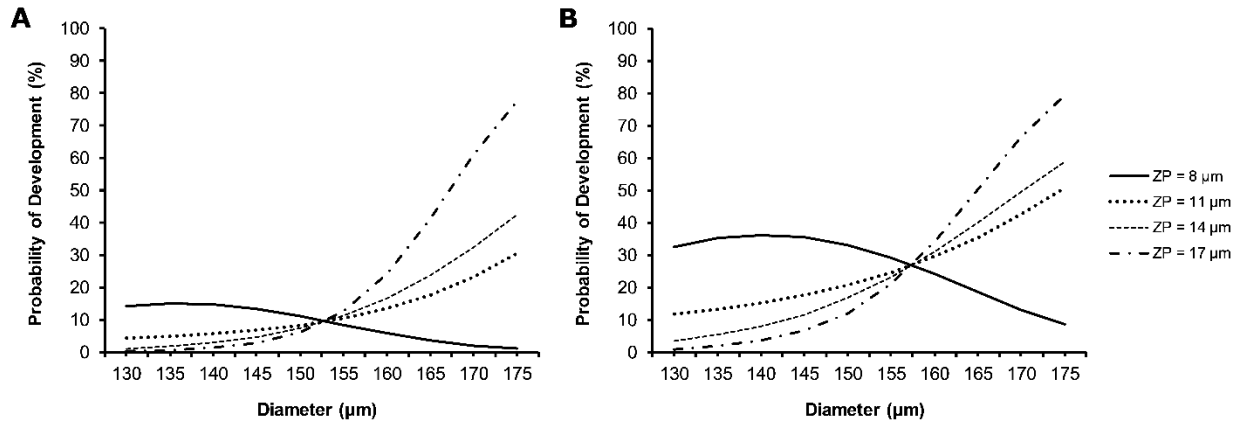 A
Probability of Development (%)
100
90
80
70
60
50
40
30
20
10
0
130 135 140 145 150 155 160 165 170 175
Diameter (μm)
B
Probability of Development (%)
100
90
80
70
60
50
40
30
20
10
0
130 135 140 145 150 155 160 165 170 175
Diameter (μm)
ZP = 8 μm
ZP = 11 μm
ZP = 14 μm
ZP = 17 μm